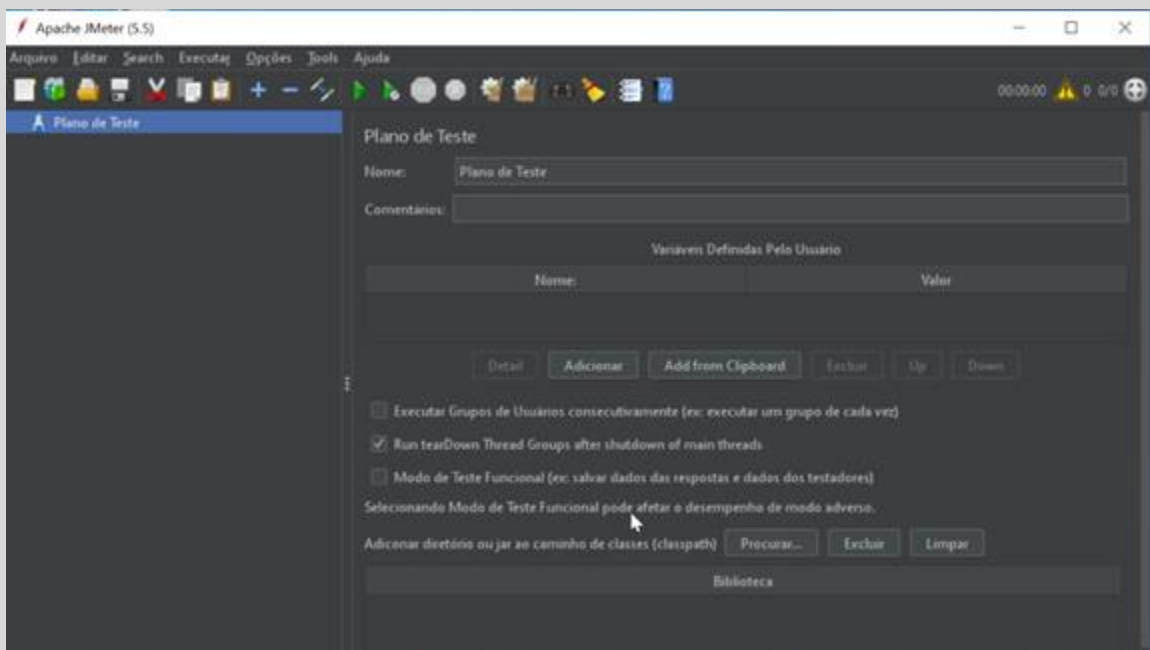 Apache JMeter (5.5)
Arquivo Editar Search Executar Opções Tools Ajuda
00:00:00 0 0/0
Plano de Teste
Plano de Teste
Nome: Plano de Teste
Comentários:
Variáveis Definidas Pelo Usuário
Nome: Valor
Detail Adicionar Add from Clipboard Excluir Up Down
Executar Grupos de Usuários consecutivamente (ex: executar um grupo de cada vez)
Run tearDown Thread Groups after shutdown of main threads
Modo de Teste Funcional (ex: salvar dados das respostas e dados dos testadores)
Selecionando Modo de Teste Funcional pode afetar o desempenho de modo adverso.
Adiconar diretório ou jar ao caminho de classes (classpath) Procurar... Excluir Limpar
Biblioteca